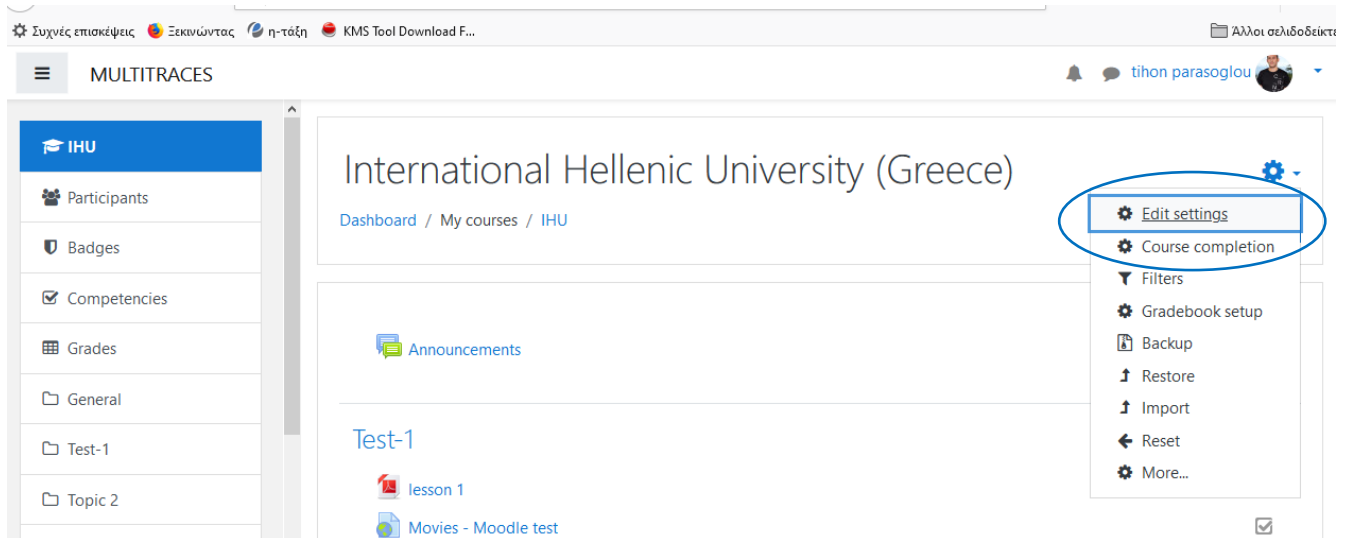 Συχνές επισκέψεις Ξεκινώντας η-τάξη KMS Tool Download F... Άλλοι σελιδοδείκτε
MULTITRACES tihon parasoglou
IHU
Participants
Badges
Competencies
Grades
General
Test-1
Topic 2
International Hellenic University (Greece)
Dashboard / My courses / IHU
Edit settings
Course completion
Filters
Gradebook setup
Backup
Restore
Import
Reset
More...
Announcements
Test-1
lesson 1
Movies - Moodle test